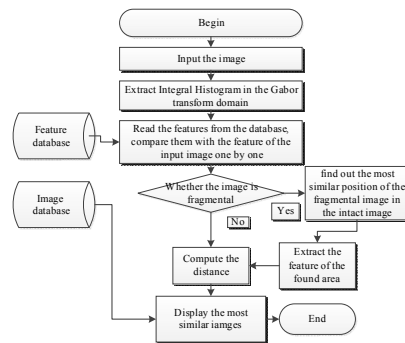 Begin
Input the image
Extract Integral Histogram in the Gabor
transform domain
Feature
database
Read the features from the database,
compare them with the feature of the
input image one by one
Image
database
Whether the image is
fragmental
Yes
No
find out the most
similar position of the
fragmental image in
the intact image
Compute the
distance
Extract the
feature of the
found area
Display the most
similar iamges
End